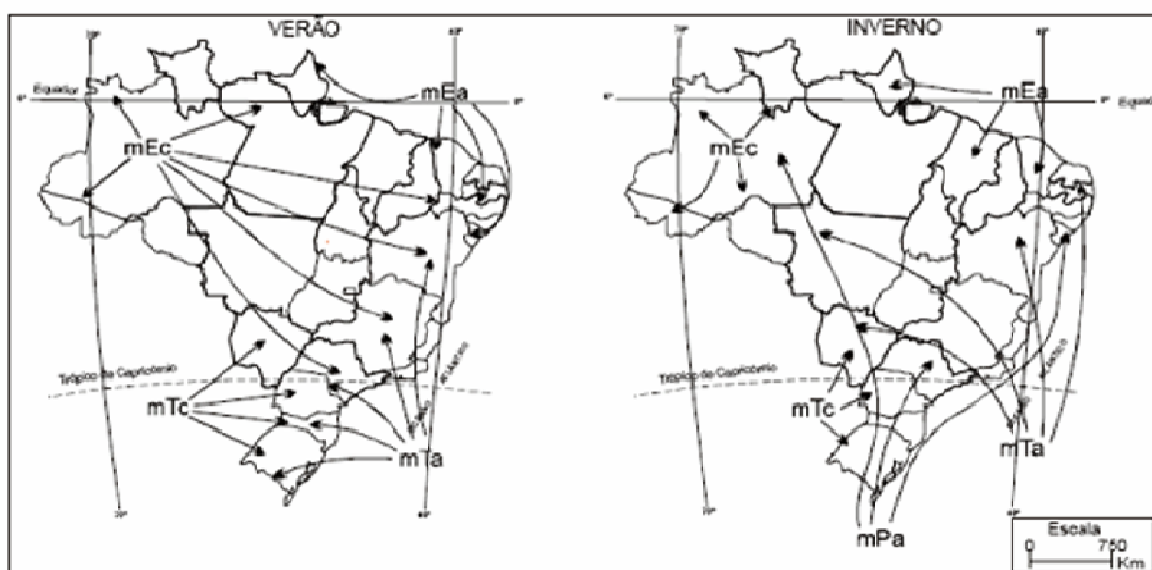 VERÃO
INVERNO
Equador
mEa
mEc
Trópico de Capricórnio
mTc
mTa
mEa
Equad
mEc
Trópico de Capricórnio
mTc
mTa
mPa
Escala
0 750
Km